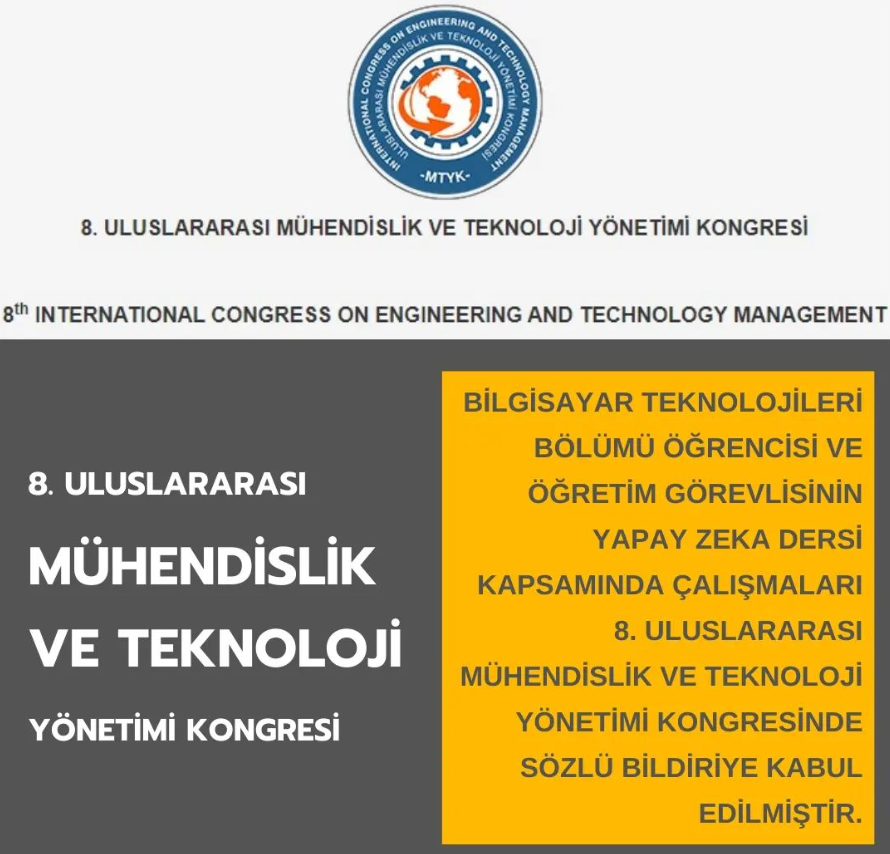 INTERNATIONAL CONGRESS ON ENGINEERING AND TECHNOLOGY MANAGEMENT
ULUSLARARASI MÜHENDİSLİK VE TEKNOLOJİ YÖNETİMİ KONGRESİ
-MTYK-
8. ULUSLARARASI MÜHENDİSLİK VE TEKNOLOJİ YÖNETİMİ KONGRESİ
8th INTERNATIONAL CONGRESS ON ENGINEERING AND TECHNOLOGY MANAGEMENT
8. ULUSLARARASI
MÜHENDİSLİK
VE TEKNOLOJİ
YÖNETİMİ KONGRESİ
BİLGİSAYAR TEKNOLOJİLERİ
BÖLÜMÜ ÖĞRENCİSİ VE
ÖĞRETİM GÖREVLİSİNİN
YAPAY ZEKA DERSİ
KAPSAMINDA ÇALIŞMALARI
8. ULUSLARARASI
MÜHENDİSLİK VE TEKNOLOJİ
YÖNETİMİ KONGRESİNDE
SÖZLÜ BİLDİRİYE KABUL
EDİLMİŞTİR.